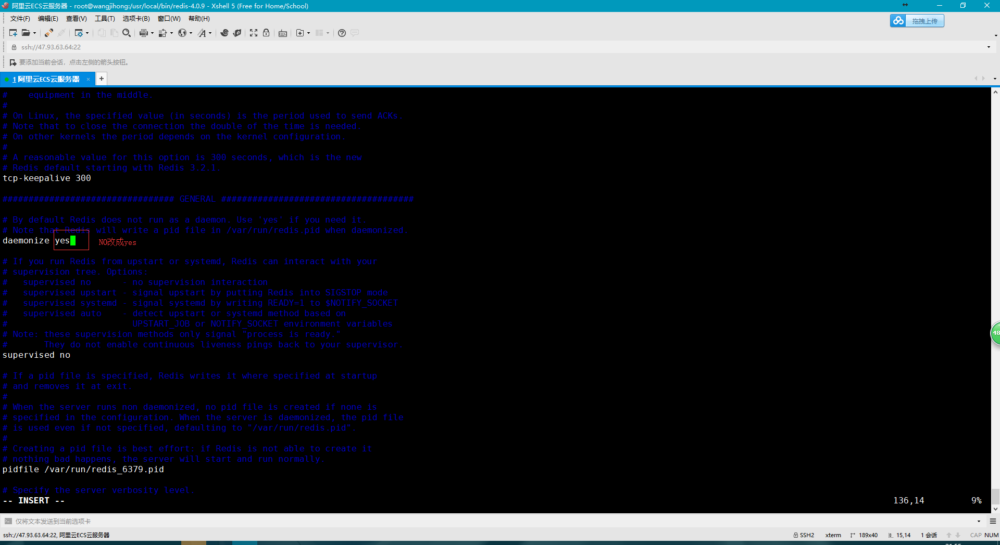 阿里云ECS云服务器 - root@wangjihong:/usr/local/bin/redis-4.0.9 - Xshell 5 (Free for Home/School)
文件(F) 编辑(E) 查看(V) 工具(T) 选项卡(B) 窗口(W) 帮助(H)
拖拽上传
ssh://47.93.63.64:22
要添加当前会话，点击左侧的箭头按钮。
1 阿里云ECS云服务器 × +
#    equipment in the middle.
#
# On Linux, the specified value (in seconds) is the period used to send ACKs.
# Note that to close the connection the double of the time is needed.
# On other kernels the period depends on the kernel configuration.
#
# A reasonable value for this option is 300 seconds, which is the new
# Redis default starting with Redis 3.2.1.
tcp-keepalive 300
################################# GENERAL #####################################
# By default Redis does not run as a daemon. Use 'yes' if you need it.
# Note that Redis will write a pid file in /var/run/redis.pid when daemonized.
daemonize yes NO改成yes
# If you run Redis from upstart or systemd, Redis can interact with your
# supervision tree. Options:
#   supervised no      - no supervision interaction
#   supervised upstart - signal upstart by putting Redis into SIGSTOP mode
#   supervised systemd - signal systemd by writing READY=1 to $NOTIFY_SOCKET
#   supervised auto    - detect upstart or systemd method based on
#                        UPSTART_JOB or NOTIFY_SOCKET environment variables
# Note: these supervision methods only signal "process is ready."
#       They do not enable continuous liveness pings back to your supervisor.
supervised no
# If a pid file is specified, Redis writes it where specified at startup
# and removes it at exit.
#
# When the server runs non daemonized, no pid file is created if none is
# specified in the configuration. When the server is daemonized, the pid file
# is used even if not specified, defaulting to "/var/run/redis.pid".
#
# Creating a pid file is best effort: if Redis is not able to create it
# nothing bad happens, the server will start and run normally.
pidfile /var/run/redis_6379.pid
# Specify the server verbosity level.
-- INSERT -- 136,14 9%
48
仅将文本发送到当前选项卡
ssh://47.93.63.64:22, 阿里云ECS云服务器 SSH2 xterm 189x40 15,14 1 会话 CAP NUM